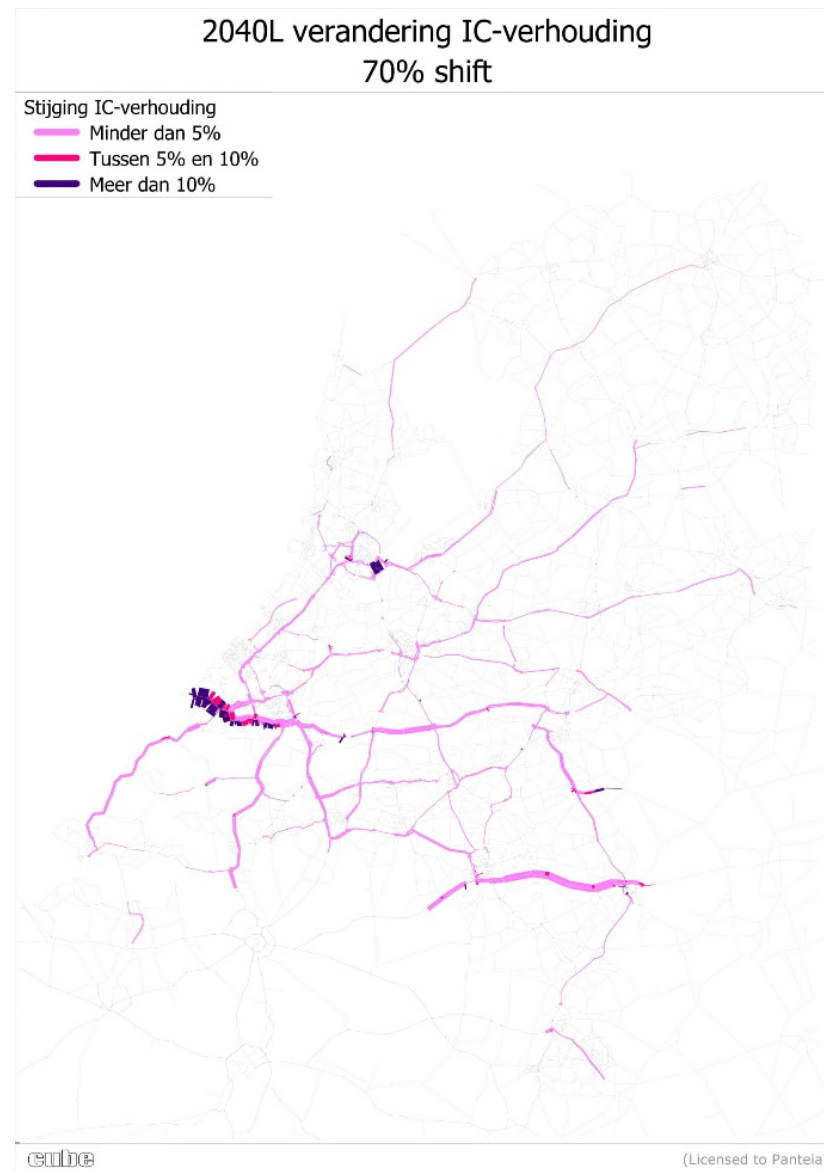 2040L verandering IC-verhouding
70% shift
Stijging IC-verhouding
Minder dan 5%
Tussen 5% en 10%
Meer dan 10%
cube
(Licensed to Panteia